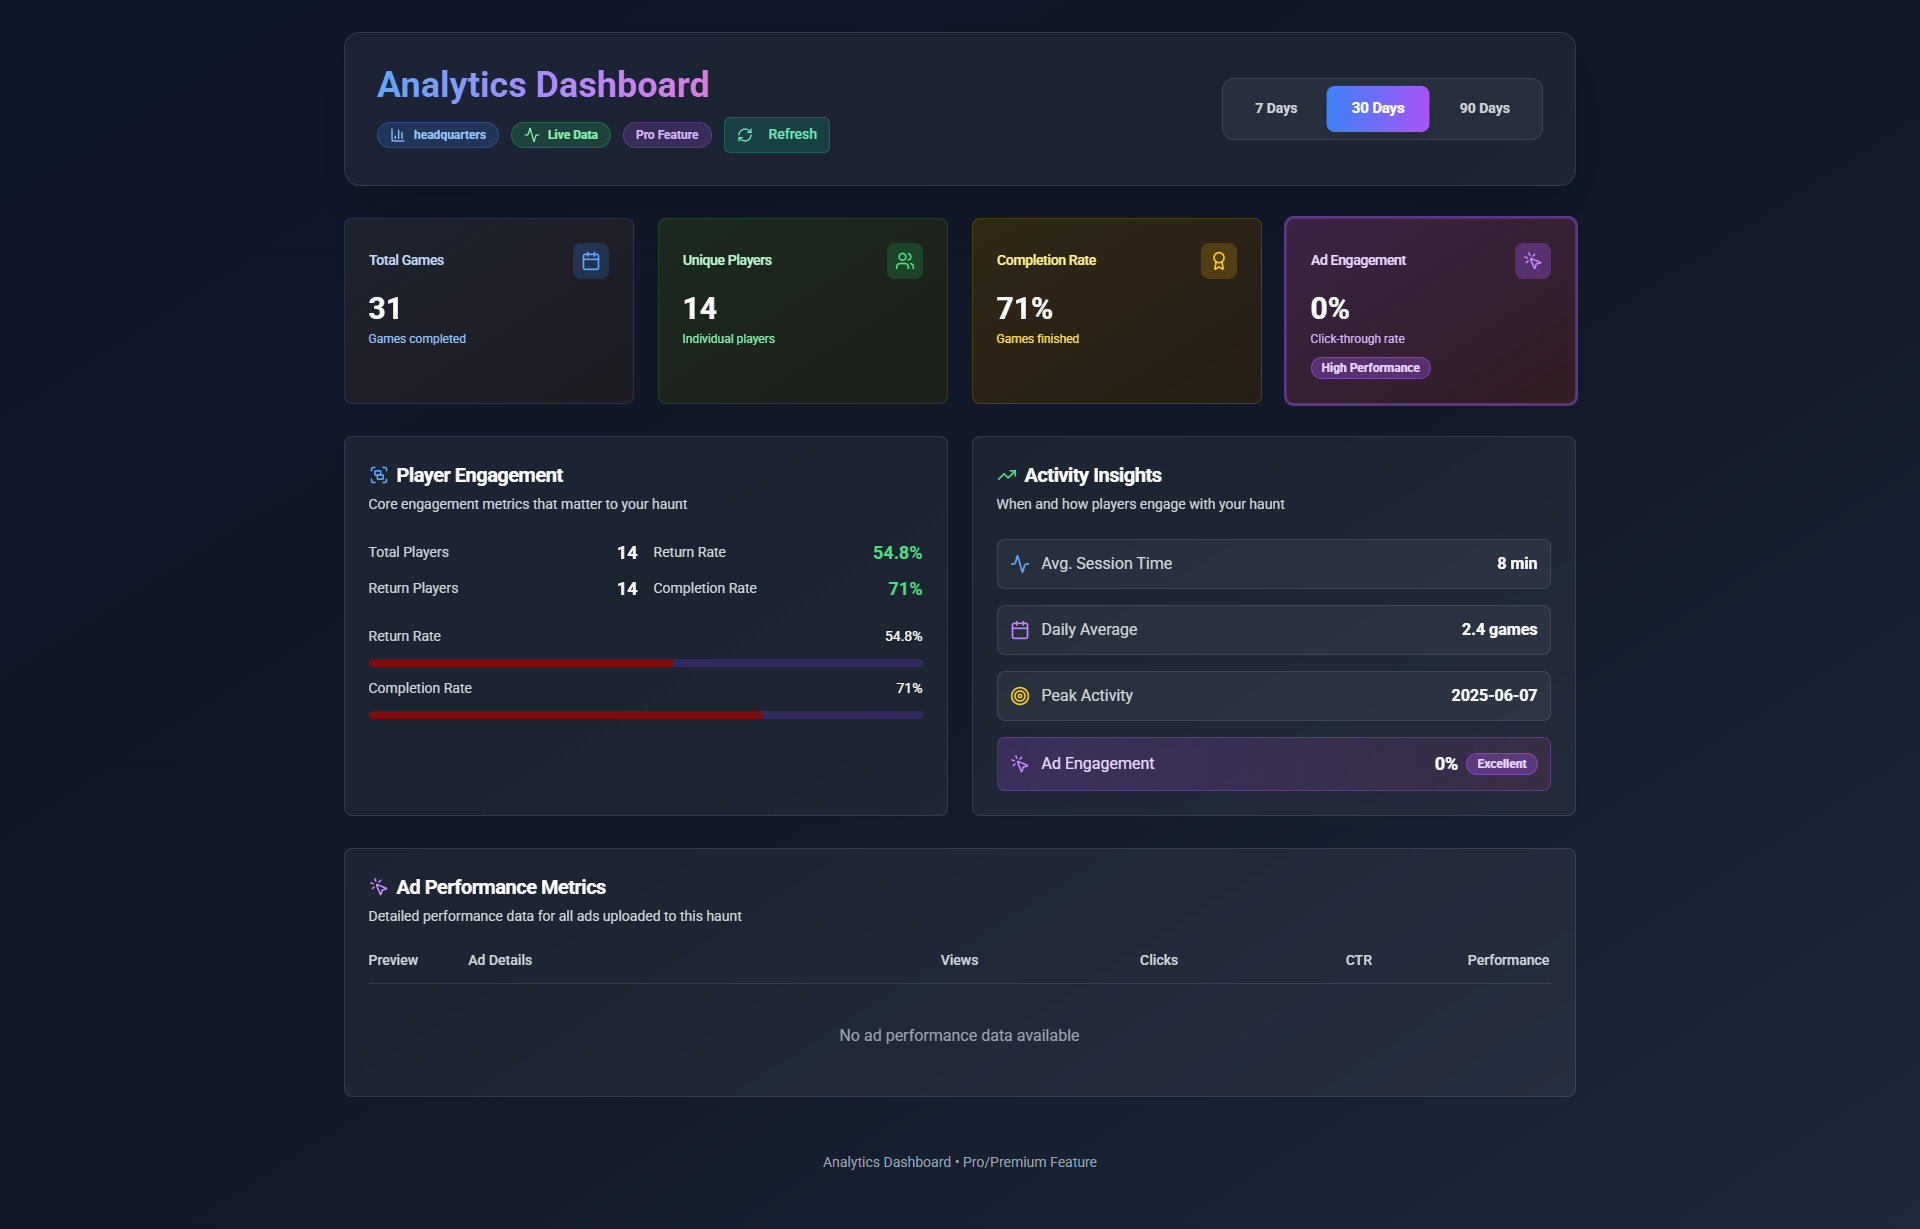 Analytics Dashboard
headquarters
Live Data
Pro Feature
Refresh
7 Days
30 Days
90 Days
Total Games
31
Games completed
Unique Players
14
Individual players
Completion Rate
71%
Games finished
Ad Engagement
0%
Click-through rate
High Performance
Player Engagement
Core engagement metrics that matter to your haunt
Total Players 14 Return Rate 54.8%
Return Players 14 Completion Rate 71%
Return Rate 54.8%
Completion Rate 71%
Activity Insights
When and how players engage with your haunt
Avg. Session Time 8 min
Daily Average 2.4 games
Peak Activity 2025-06-07
Ad Engagement 0% Excellent
Ad Performance Metrics
Detailed performance data for all ads uploaded to this haunt
Preview Ad Details Views Clicks CTR Performance
No ad performance data available
Analytics Dashboard • Pro/Premium Feature